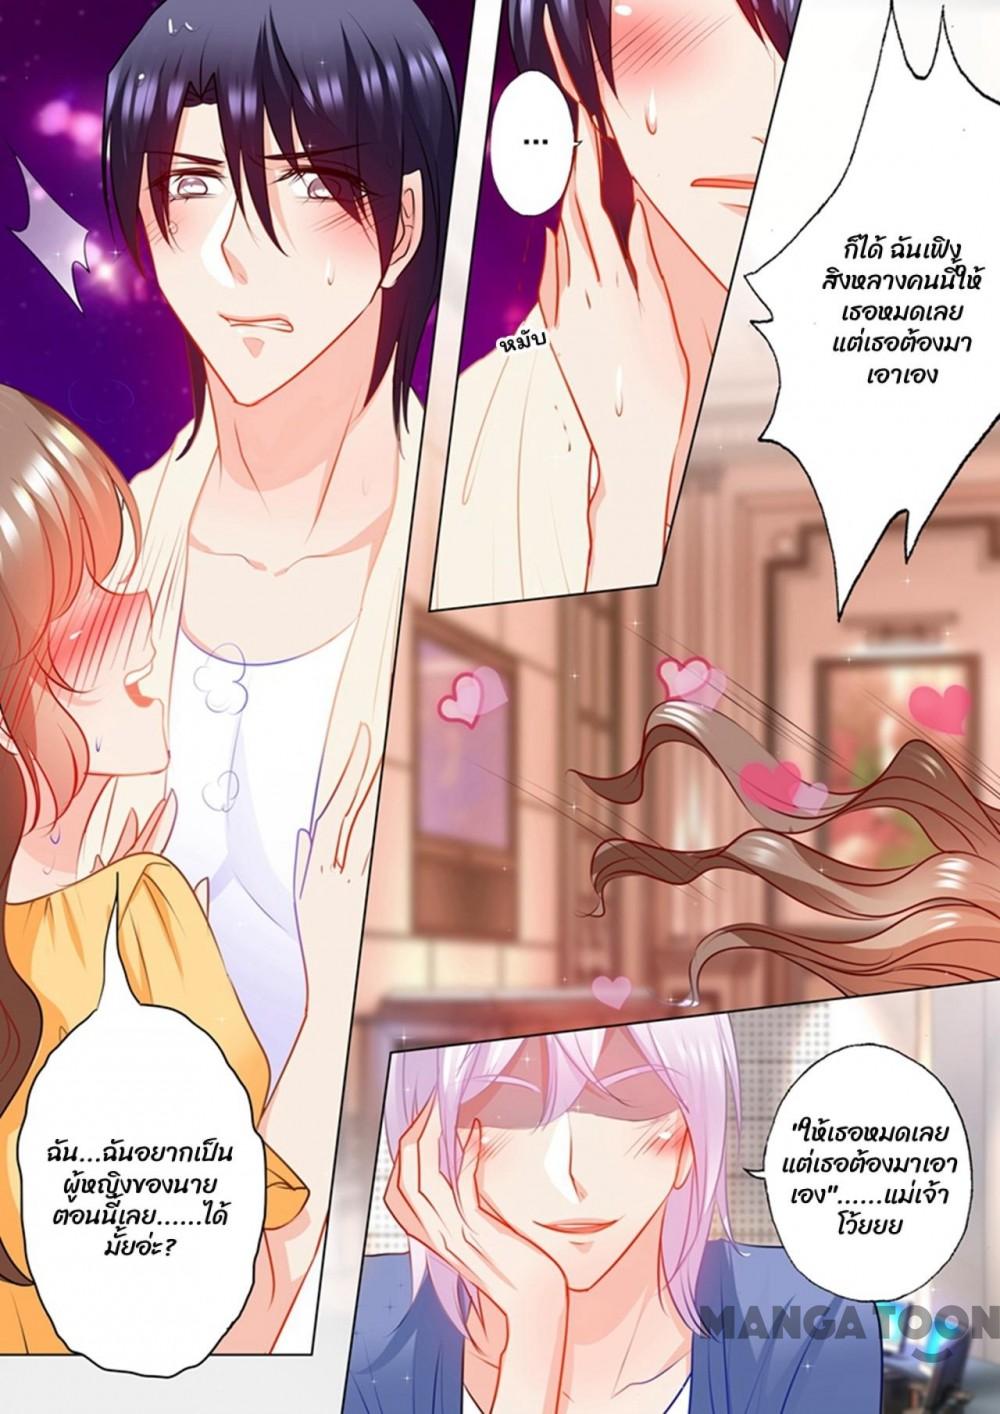 ...
หมับ
ก็ได้ ฉันเฟิง
สิงหลางคนนี้ให้
เธอหมดเลย
แต่เธอต้องมา
เอาเอง
ฉัน...ฉันอยากเป็น
ผู้หญิงของนาย
ตอนนี้เลย......ได้
มั้ยอ่ะ?
"ให้เธอหมดเลย
แต่เธอต้องมาเอา
เอง"......แม่เจ้า
โว้ยยย
MANGATOON